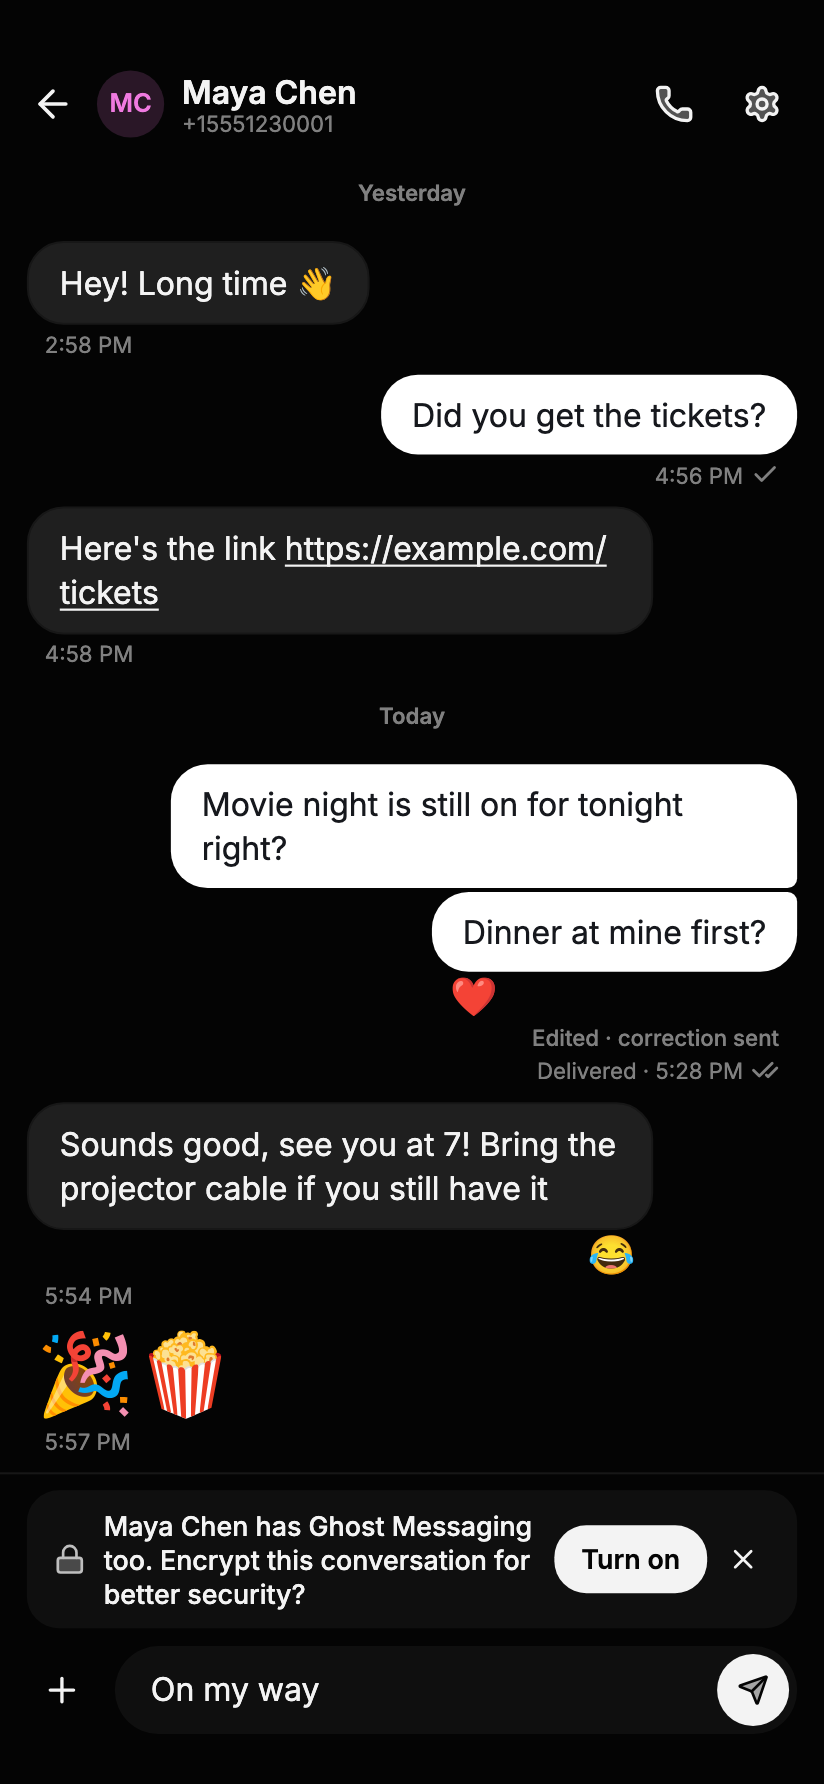 MC
Maya Chen
+15551230001
Yesterday
Hey! Long time 👋
2:58 PM
Did you get the tickets?
4:56 PM
Here's the link https://example.com/
tickets
4:58 PM
Today
Movie night is still on for tonight
right?
Dinner at mine first?
❤️
Edited · correction sent
Delivered · 5:28 PM
Sounds good, see you at 7! Bring the
projector cable if you still have it
😂
5:54 PM
🎉🍿
5:57 PM
Maya Chen has Ghost Messaging
too. Encrypt this conversation for
better security?
Turn on
On my way